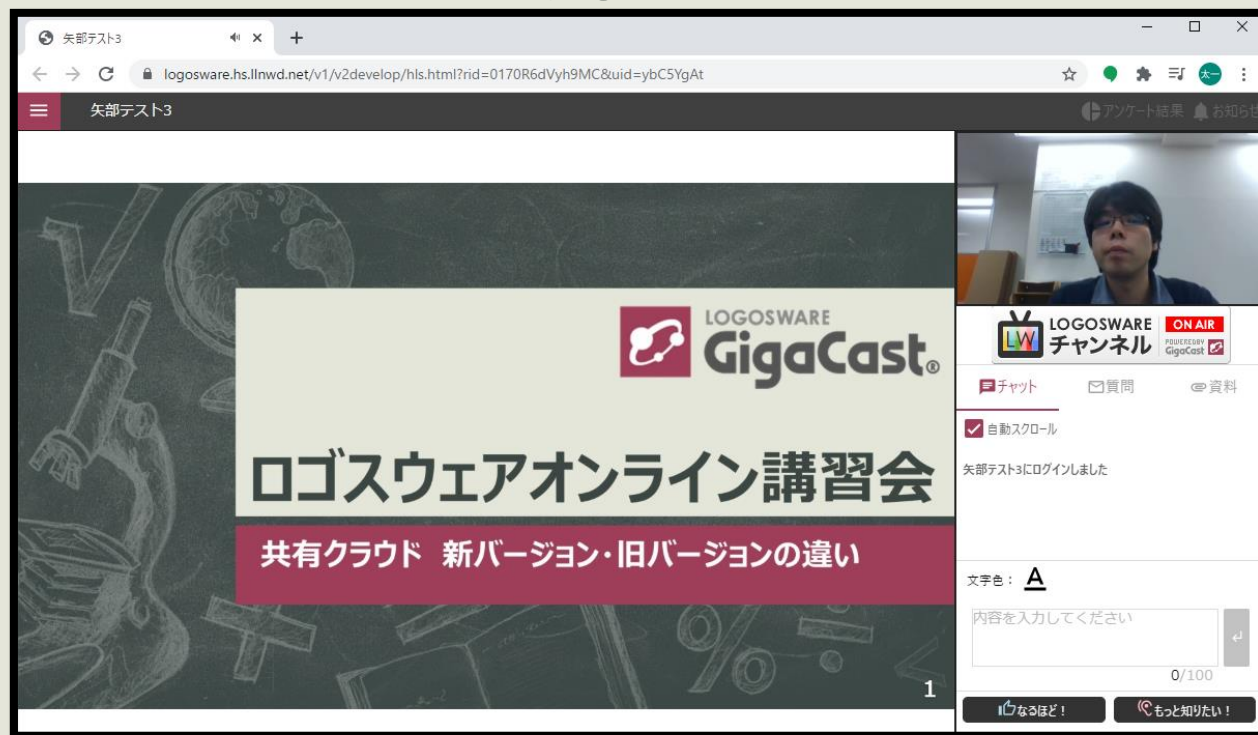 矢部テスト3
logosware.hs.llnwd.net/v1/v2develop/hls.html?rid=0170R6dVyh9MC&uid=ybC5YgAt
太一
矢部テスト3
アンケート結果 お知らせ
LOGOSWARE
GigaCast®
ロゴスウェアオンライン講習会
共有クラウド 新バージョン・旧バージョンの違い
1
LW
LOGOSWARE
チャンネル
ON AIR
POWERED BY
GigaCast
チャット 質問 資料
自動スクロール
矢部テスト3にログインしました
文字色： A
内容を入力してください
0/100
なるほど！ もっと知りたい！